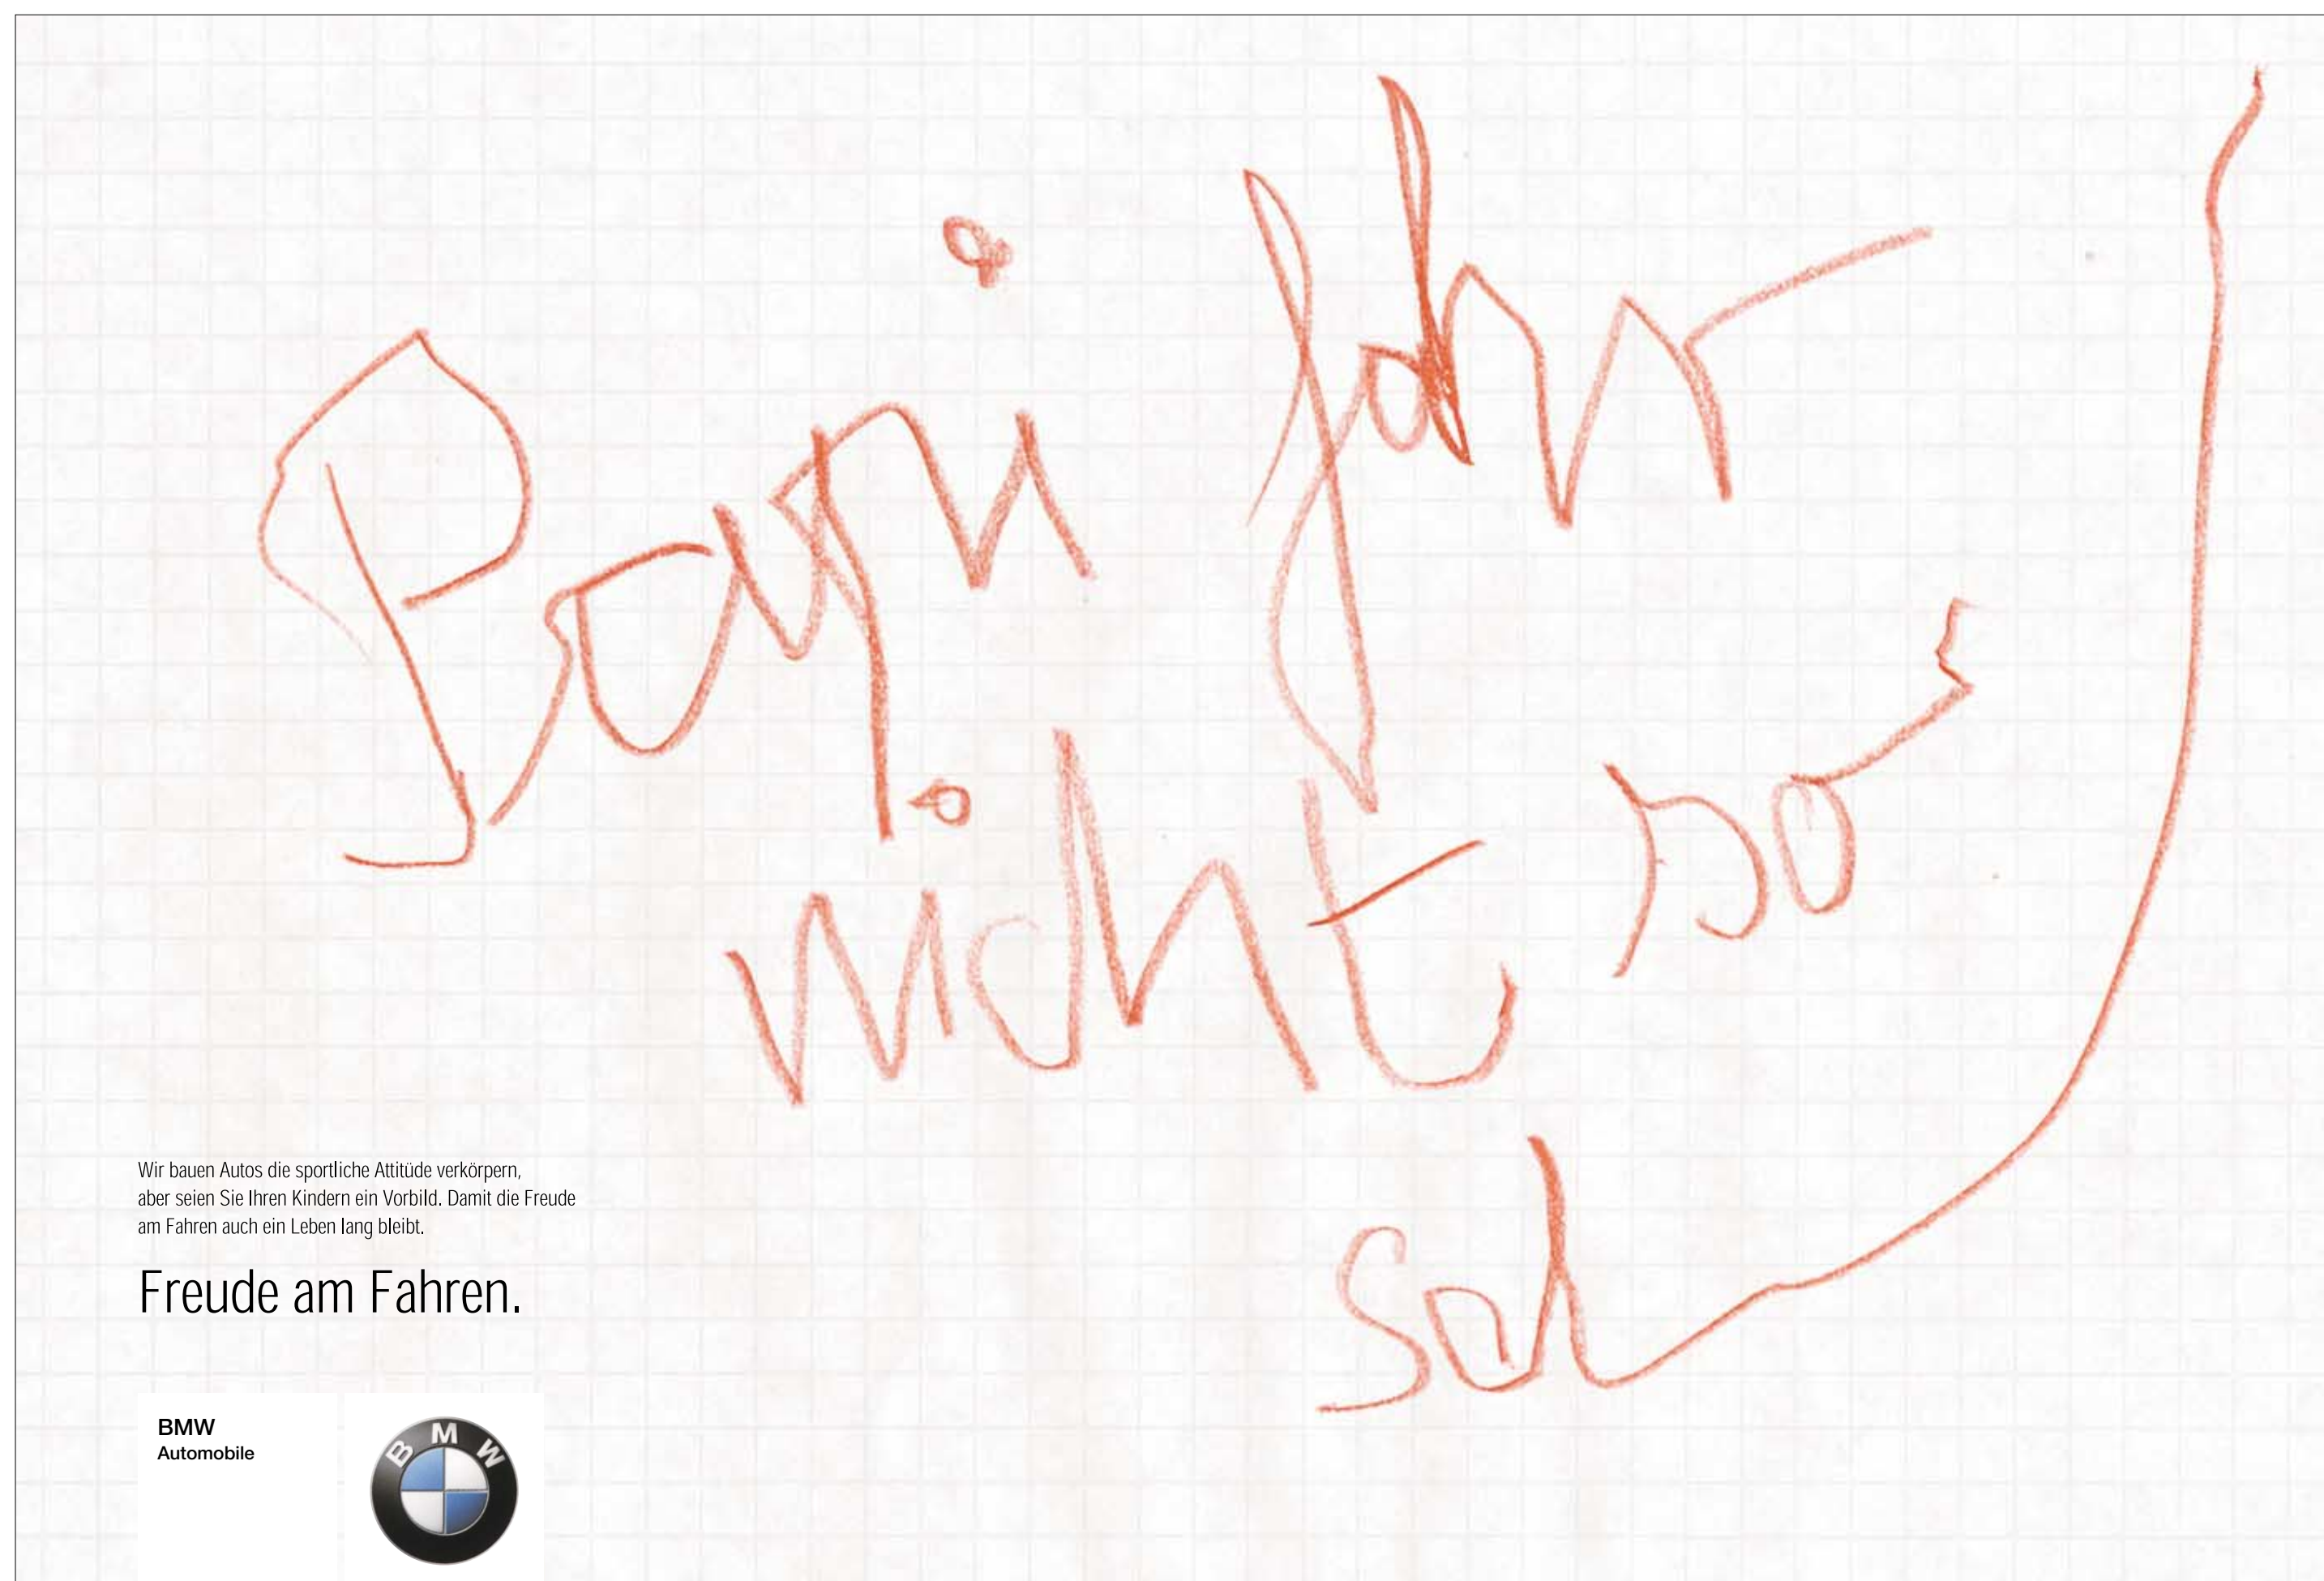 Papi fahr
nicht so
sch
Wir bauen Autos die sportliche Attitüde verkörpern,
aber seien Sie Ihren Kindern ein Vorbild. Damit die Freude
am Fahren auch ein Leben lang bleibt.
Freude am Fahren.
BMW
Automobile
BMW